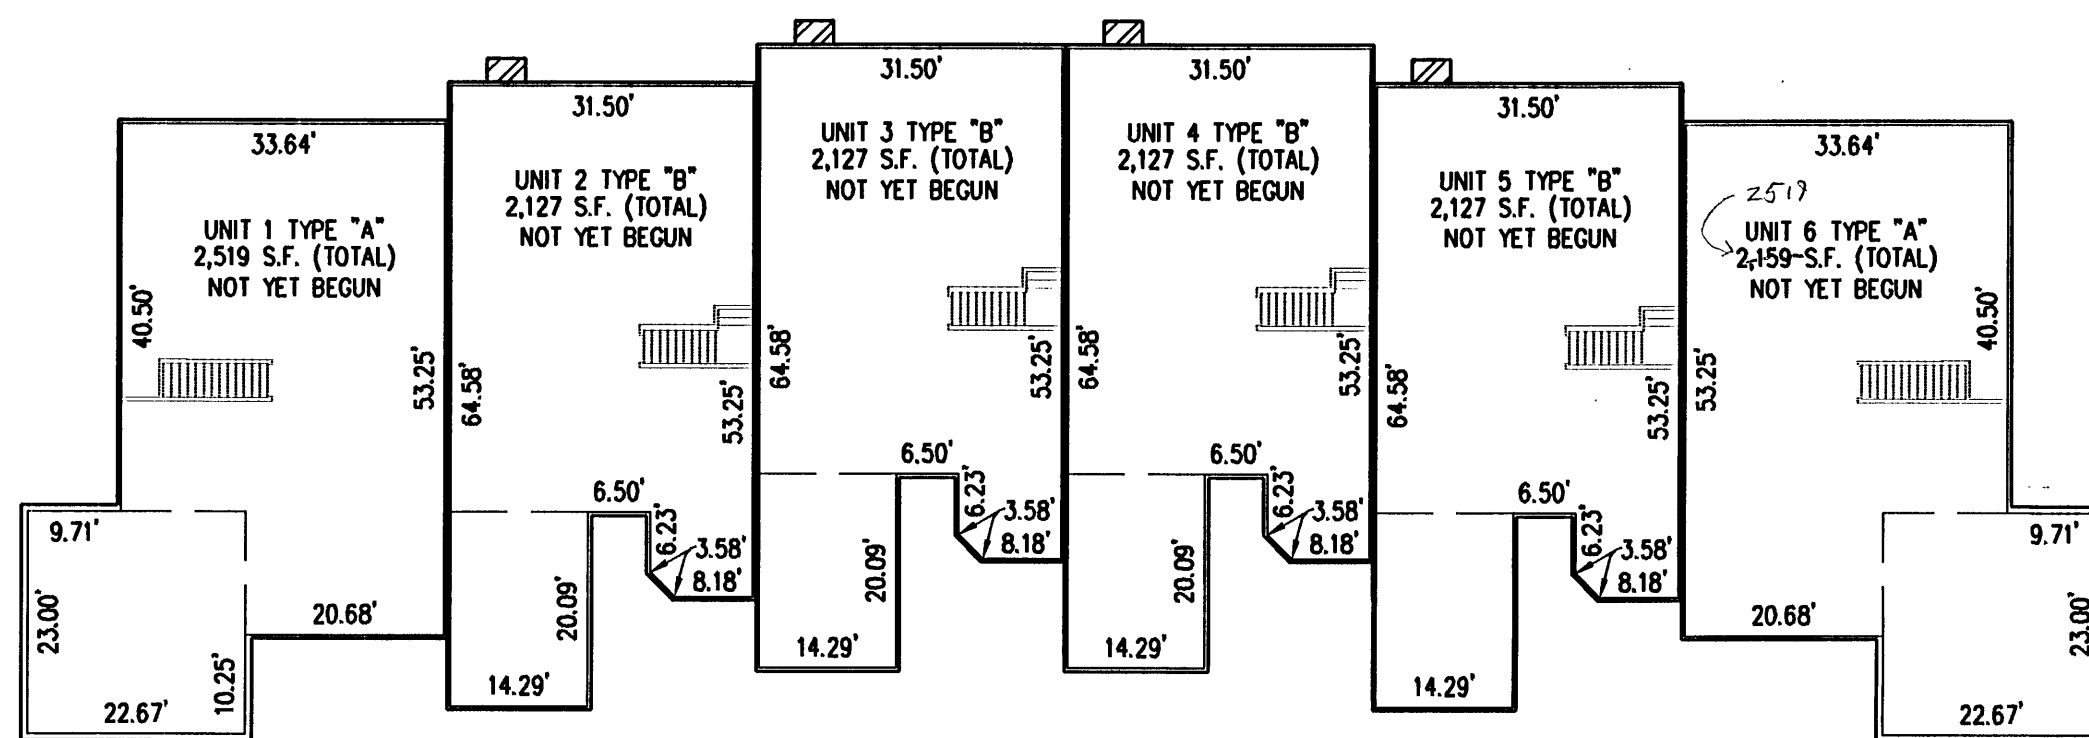 33.64'
UNIT 1 TYPE "A"
2,519 S.F. (TOTAL)
NOT YET BEGUN
40.50'
53.25'
9.71'
23.00'
20.68'
10.25'
22.67'
31.50'
UNIT 2 TYPE "B"
2,127 S.F. (TOTAL)
NOT YET BEGUN
64.58'
53.25'
6.50'
6.23'
3.58'
8.18'
20.09'
14.29'
31.50'
UNIT 3 TYPE "B"
2,127 S.F. (TOTAL)
NOT YET BEGUN
64.58'
53.25'
6.50'
6.23'
3.58'
8.18'
20.09'
14.29'
31.50'
UNIT 4 TYPE "B"
2,127 S.F. (TOTAL)
NOT YET BEGUN
64.58'
53.25'
6.50'
6.23'
3.58'
8.18'
20.09'
14.29'
31.50'
UNIT 5 TYPE "B"
2,127 S.F. (TOTAL)
NOT YET BEGUN
64.58'
53.25'
6.50'
6.23'
3.58'
8.18'
14.29'
33.64'
2519
UNIT 6 TYPE "A"
2,159 S.F. (TOTAL)
NOT YET BEGUN
40.50'
53.25'
9.71'
20.68'
23.00'
22.67'